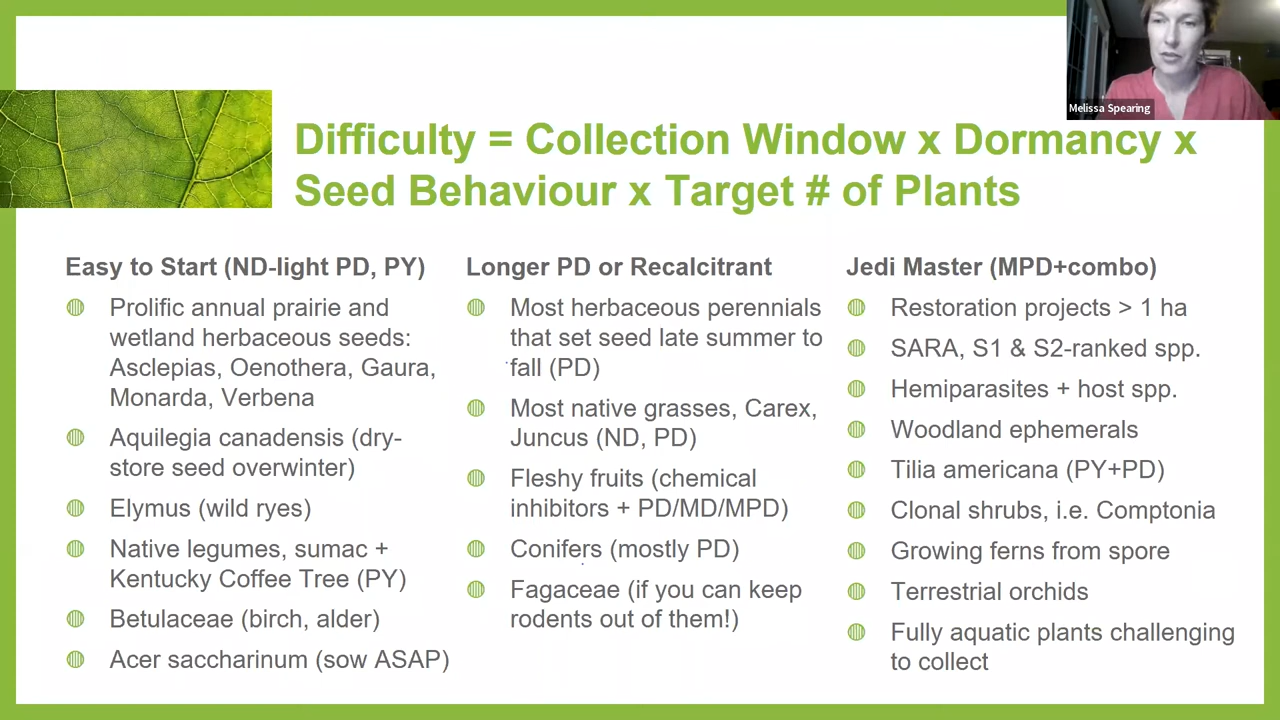 Melissa Spearing
Difficulty = Collection Window x Dormancy x
Seed Behaviour x Target # of Plants
Easy to Start (ND-light PD, PY)
Prolific annual prairie and
wetland herbaceous seeds:
Asclepias, Oenothera, Gaura,
Monarda, Verbena
Aquilegia canadensis (dry-
store seed overwinter)
Elymus (wild ryes)
Native legumes, sumac +
Kentucky Coffee Tree (PY)
Betulaceae (birch, alder)
Acer saccharinum (sow ASAP)
Longer PD or Recalcitrant
Most herbaceous perennials
that set seed late summer to
fall (PD)
Most native grasses, Carex,
Juncus (ND, PD)
Fleshy fruits (chemical
inhibitors + PD/MD/MPD)
Conifers (mostly PD)
Fagaceae (if you can keep
rodents out of them!)
Jedi Master (MPD+combo)
Restoration projects > 1 ha
SARA, S1 & S2-ranked spp.
Hemiparasites + host spp.
Woodland ephemerals
Tilia americana (PY+PD)
Clonal shrubs, i.e. Comptonia
Growing ferns from spore
Terrestrial orchids
Fully aquatic plants challenging
to collect